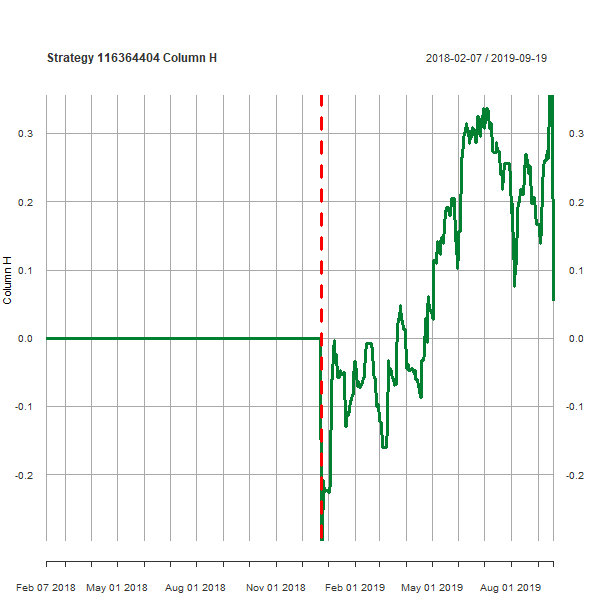 Strategy 116364404 Column H
2018-02-07 / 2019-09-19
0.3
0.3
0.2
0.2
0.1
0.1
Column H
0.0
0.0
-0.1
-0.1
-0.2
-0.2
Feb 07 2018
May 01 2018
Aug 01 2018
Nov 01 2018
Feb 01 2019
May 01 2019
Aug 01 2019